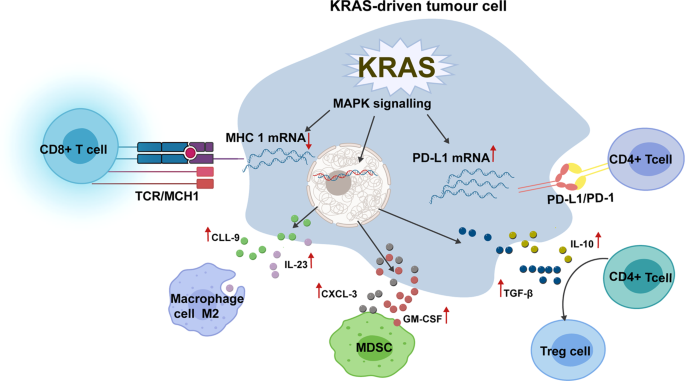 KRAS-driven tumour cell
KRAS
MAPK signalling
CD8+ T cell
MHC 1 mRNA
PD-L1 mRNA
CD4+ Tcell
TCR/MCH1
PD-L1/PD-1
CLL-9
IL-23
IL-10
CXCL-3
TGF-β
CD4+ Tcell
Macrophage
cell M2
GM-CSF
MDSC
Treg cell